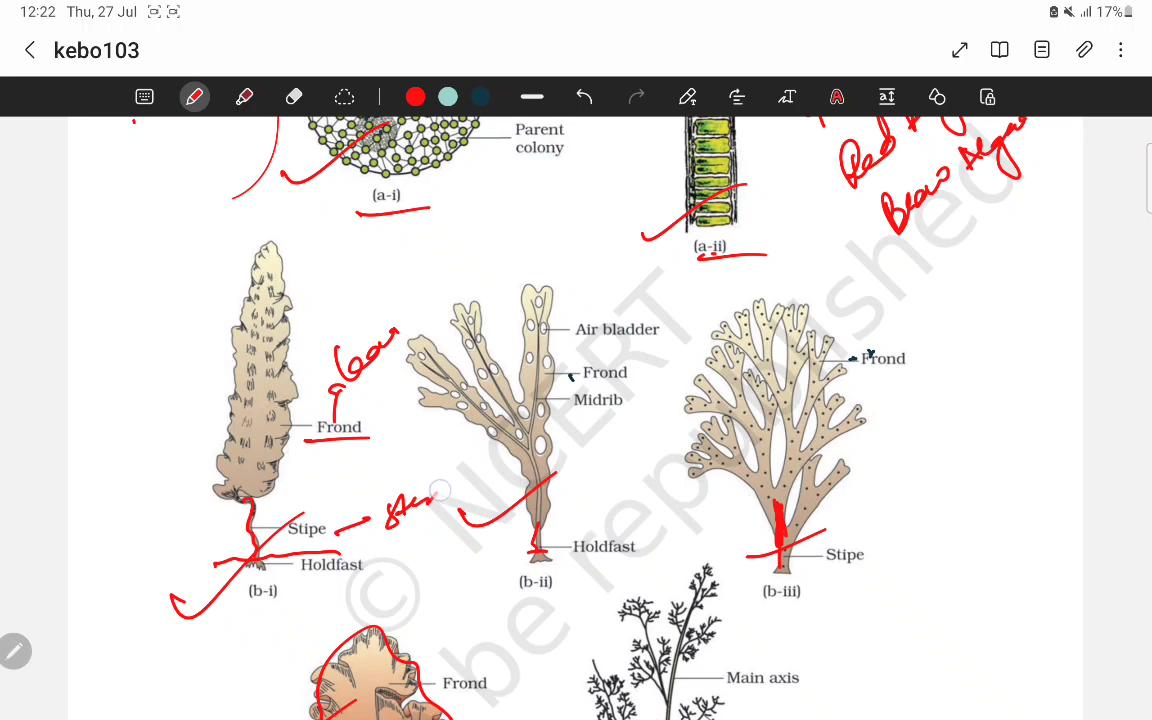 12:22 Thu, 27 Jul
17%
kebo103
Parent
colony
(a-i)
(a-ii)
Red
Brown Algae
Air bladder
Frond
Midrib
Frond
Frond
Stipe
Holdfast
(b-i)
Holdfast
(b-ii)
Stipe
(b-iii)
© NCERT
be republished
Frond
Main axis